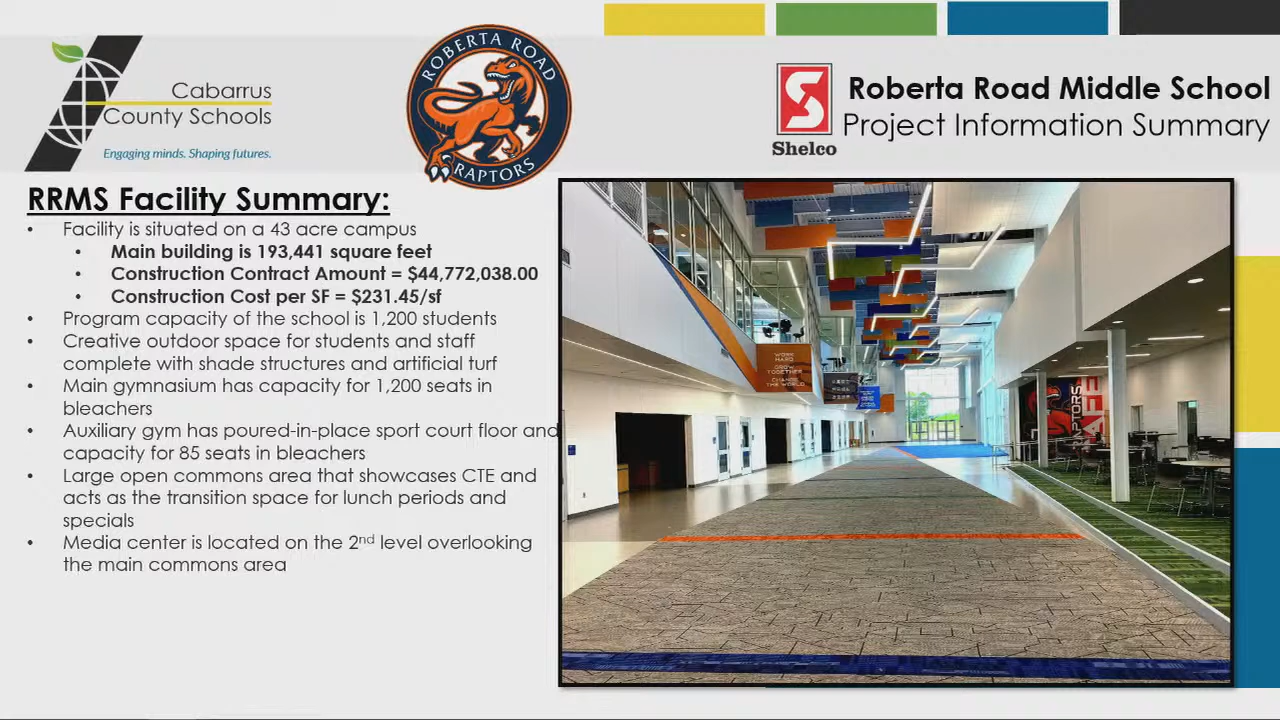 Cabarrus
County Schools
Engaging minds. Shaping futures.
ROBERTA ROAD
RAPTORS
Shelco
Roberta Road Middle School
Project Information Summary
RRMS Facility Summary:
• Facility is situated on a 43 acre campus
• Main building is 193,441 square feet
• Construction Contract Amount = $44,772,038.00
• Construction Cost per SF = $231.45/sf
• Program capacity of the school is 1,200 students
• Creative outdoor space for students and staff
complete with shade structures and artificial turf
• Main gymnasium has capacity for 1,200 seats in
bleachers
• Auxiliary gym has poured-in-place sport court floor and
capacity for 85 seats in bleachers
• Large open commons area that showcases CTE and
acts as the transition space for lunch periods and
specials
• Media center is located on the 2nd level overlooking
the main commons area
WORK
HARD
GROW
TOGETHER
CHANGE
THE WORLD
RAPTORS